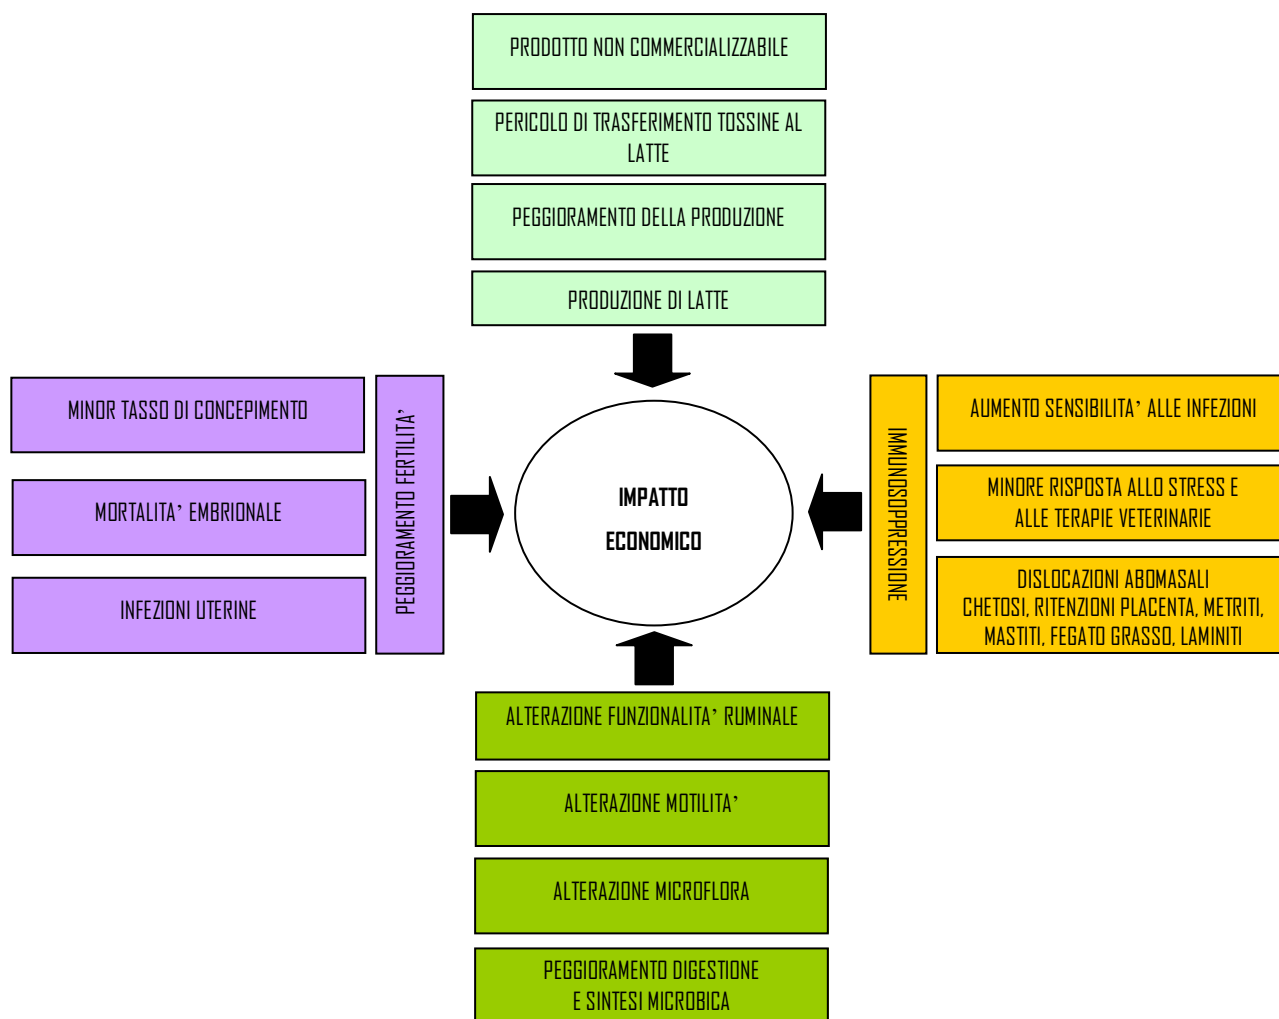 PRODOTTO NON COMMERCIALIZZABILE
PERICOLO DI TRASFERIMENTO TOSSINE AL
LATTE
PEGGIORAMENTO DELLA PRODUZIONE
PRODUZIONE DI LATTE
MINOR TASSO DI CONCEPIMENTO
MORTALITA’ EMBRIONALE
INFEZIONI UTERINE
PEGGIORAMENTO FERTILITA’
IMPATTO
ECONOMICO
IMMUNOSOPPRESSIONE
AUMENTO SENSIBILITA’ ALLE INFEZIONI
MINORE RISPOSTA ALLO STRESS E
ALLE TERAPIE VETERINARIE
DISLOCAZIONI ABOMASALI
CHETOSI, RITENZIONI PLACENTA, METRITI,
MASTITI, FEGATO GRASSO, LAMINITI
ALTERAZIONE FUNZIONALITA’ RUMINALE
ALTERAZIONE MOTILITA’
ALTERAZIONE MICROFLORA
PEGGIORAMENTO DIGESTIONE
E SINTESI MICROBICA